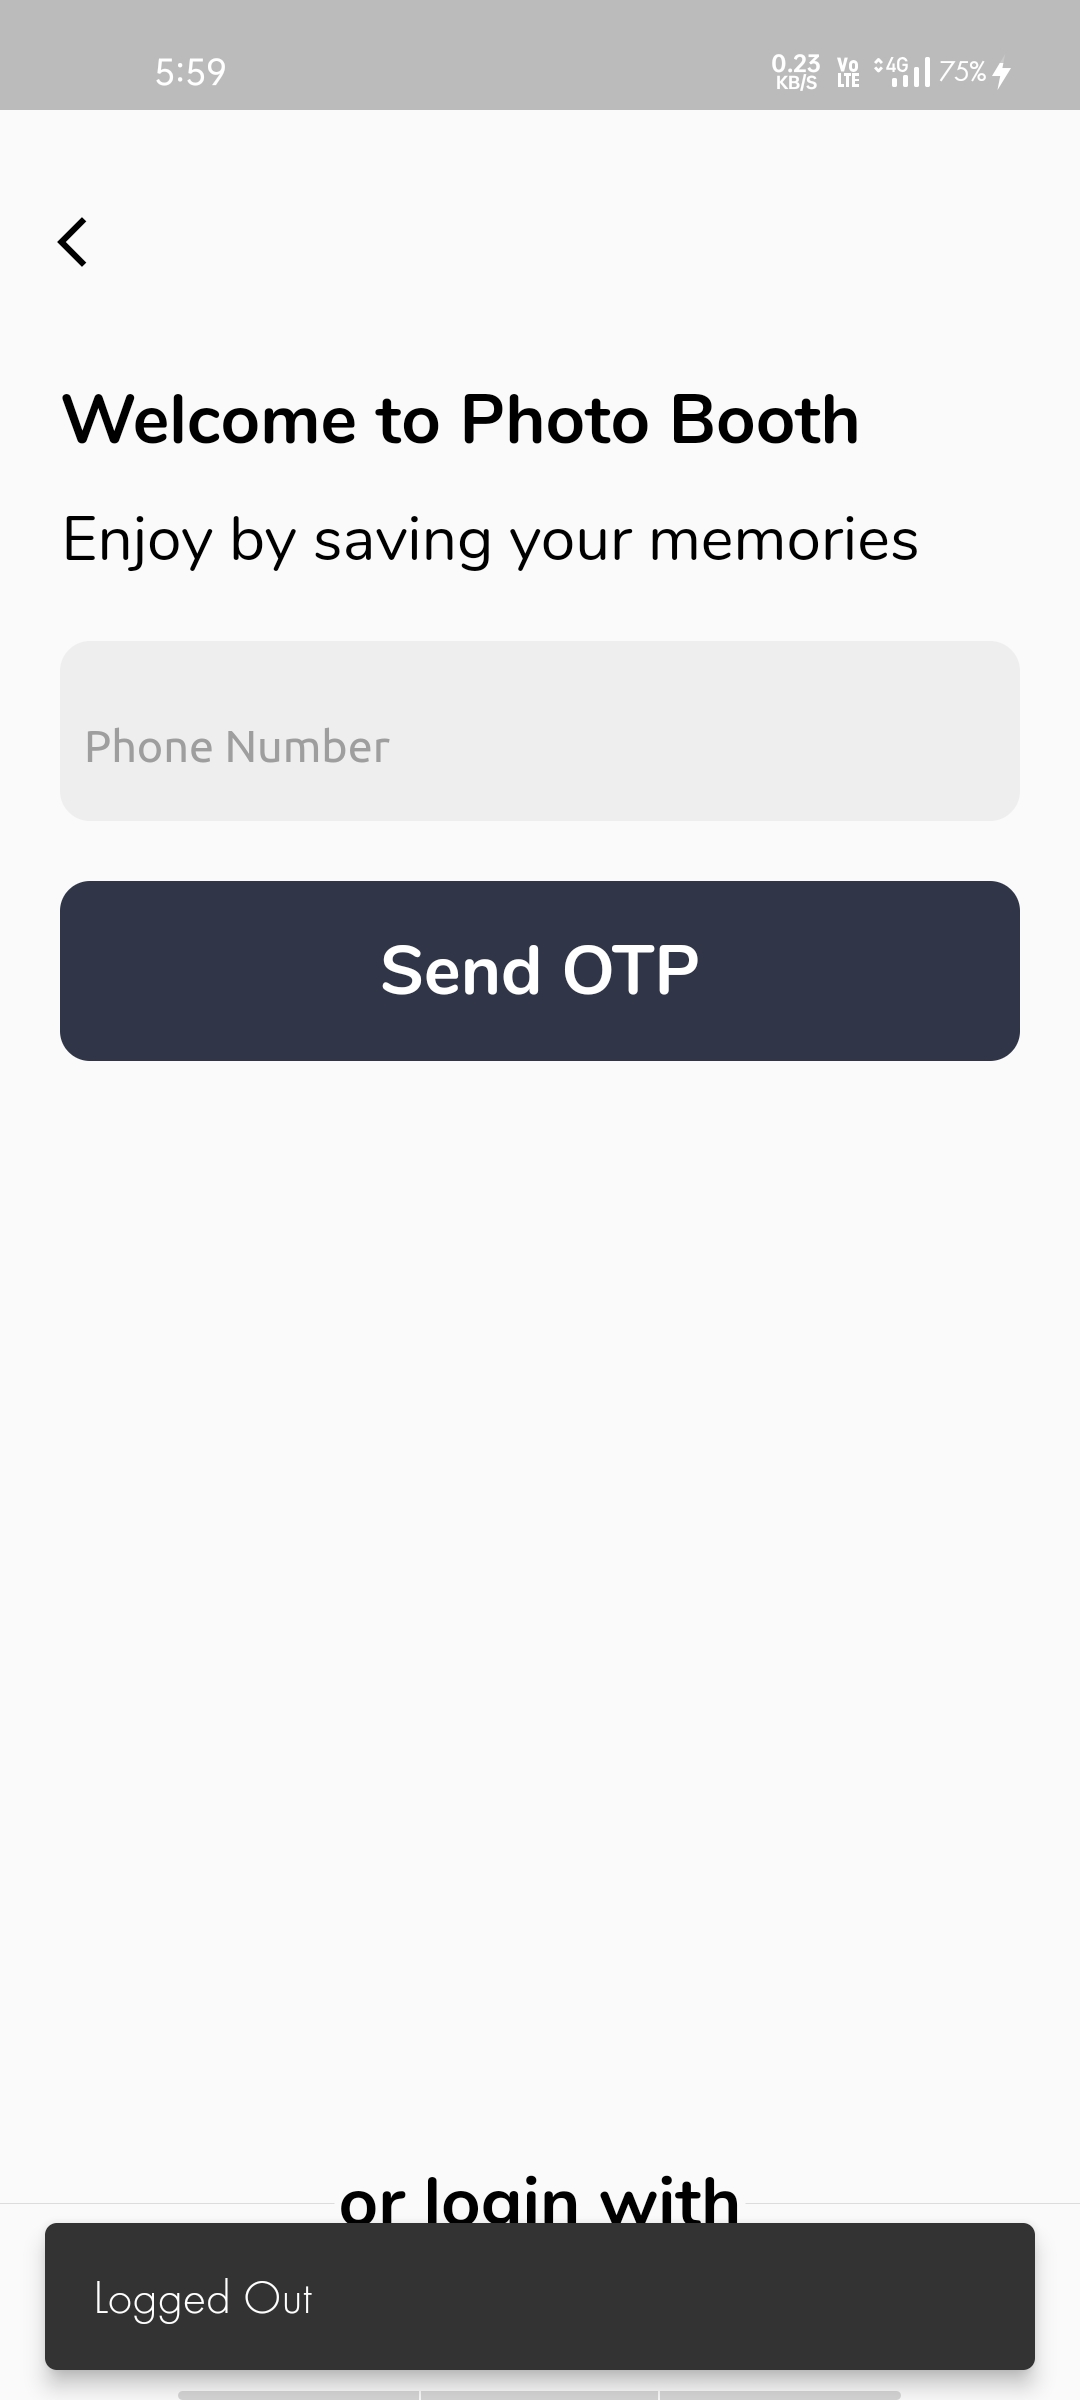 5:59
0.23
KB/S
Vo
LTE
4G
75%
Welcome to Photo Booth
Enjoy by saving your memories
Phone Number
Send OTP
or login with
Logged Out